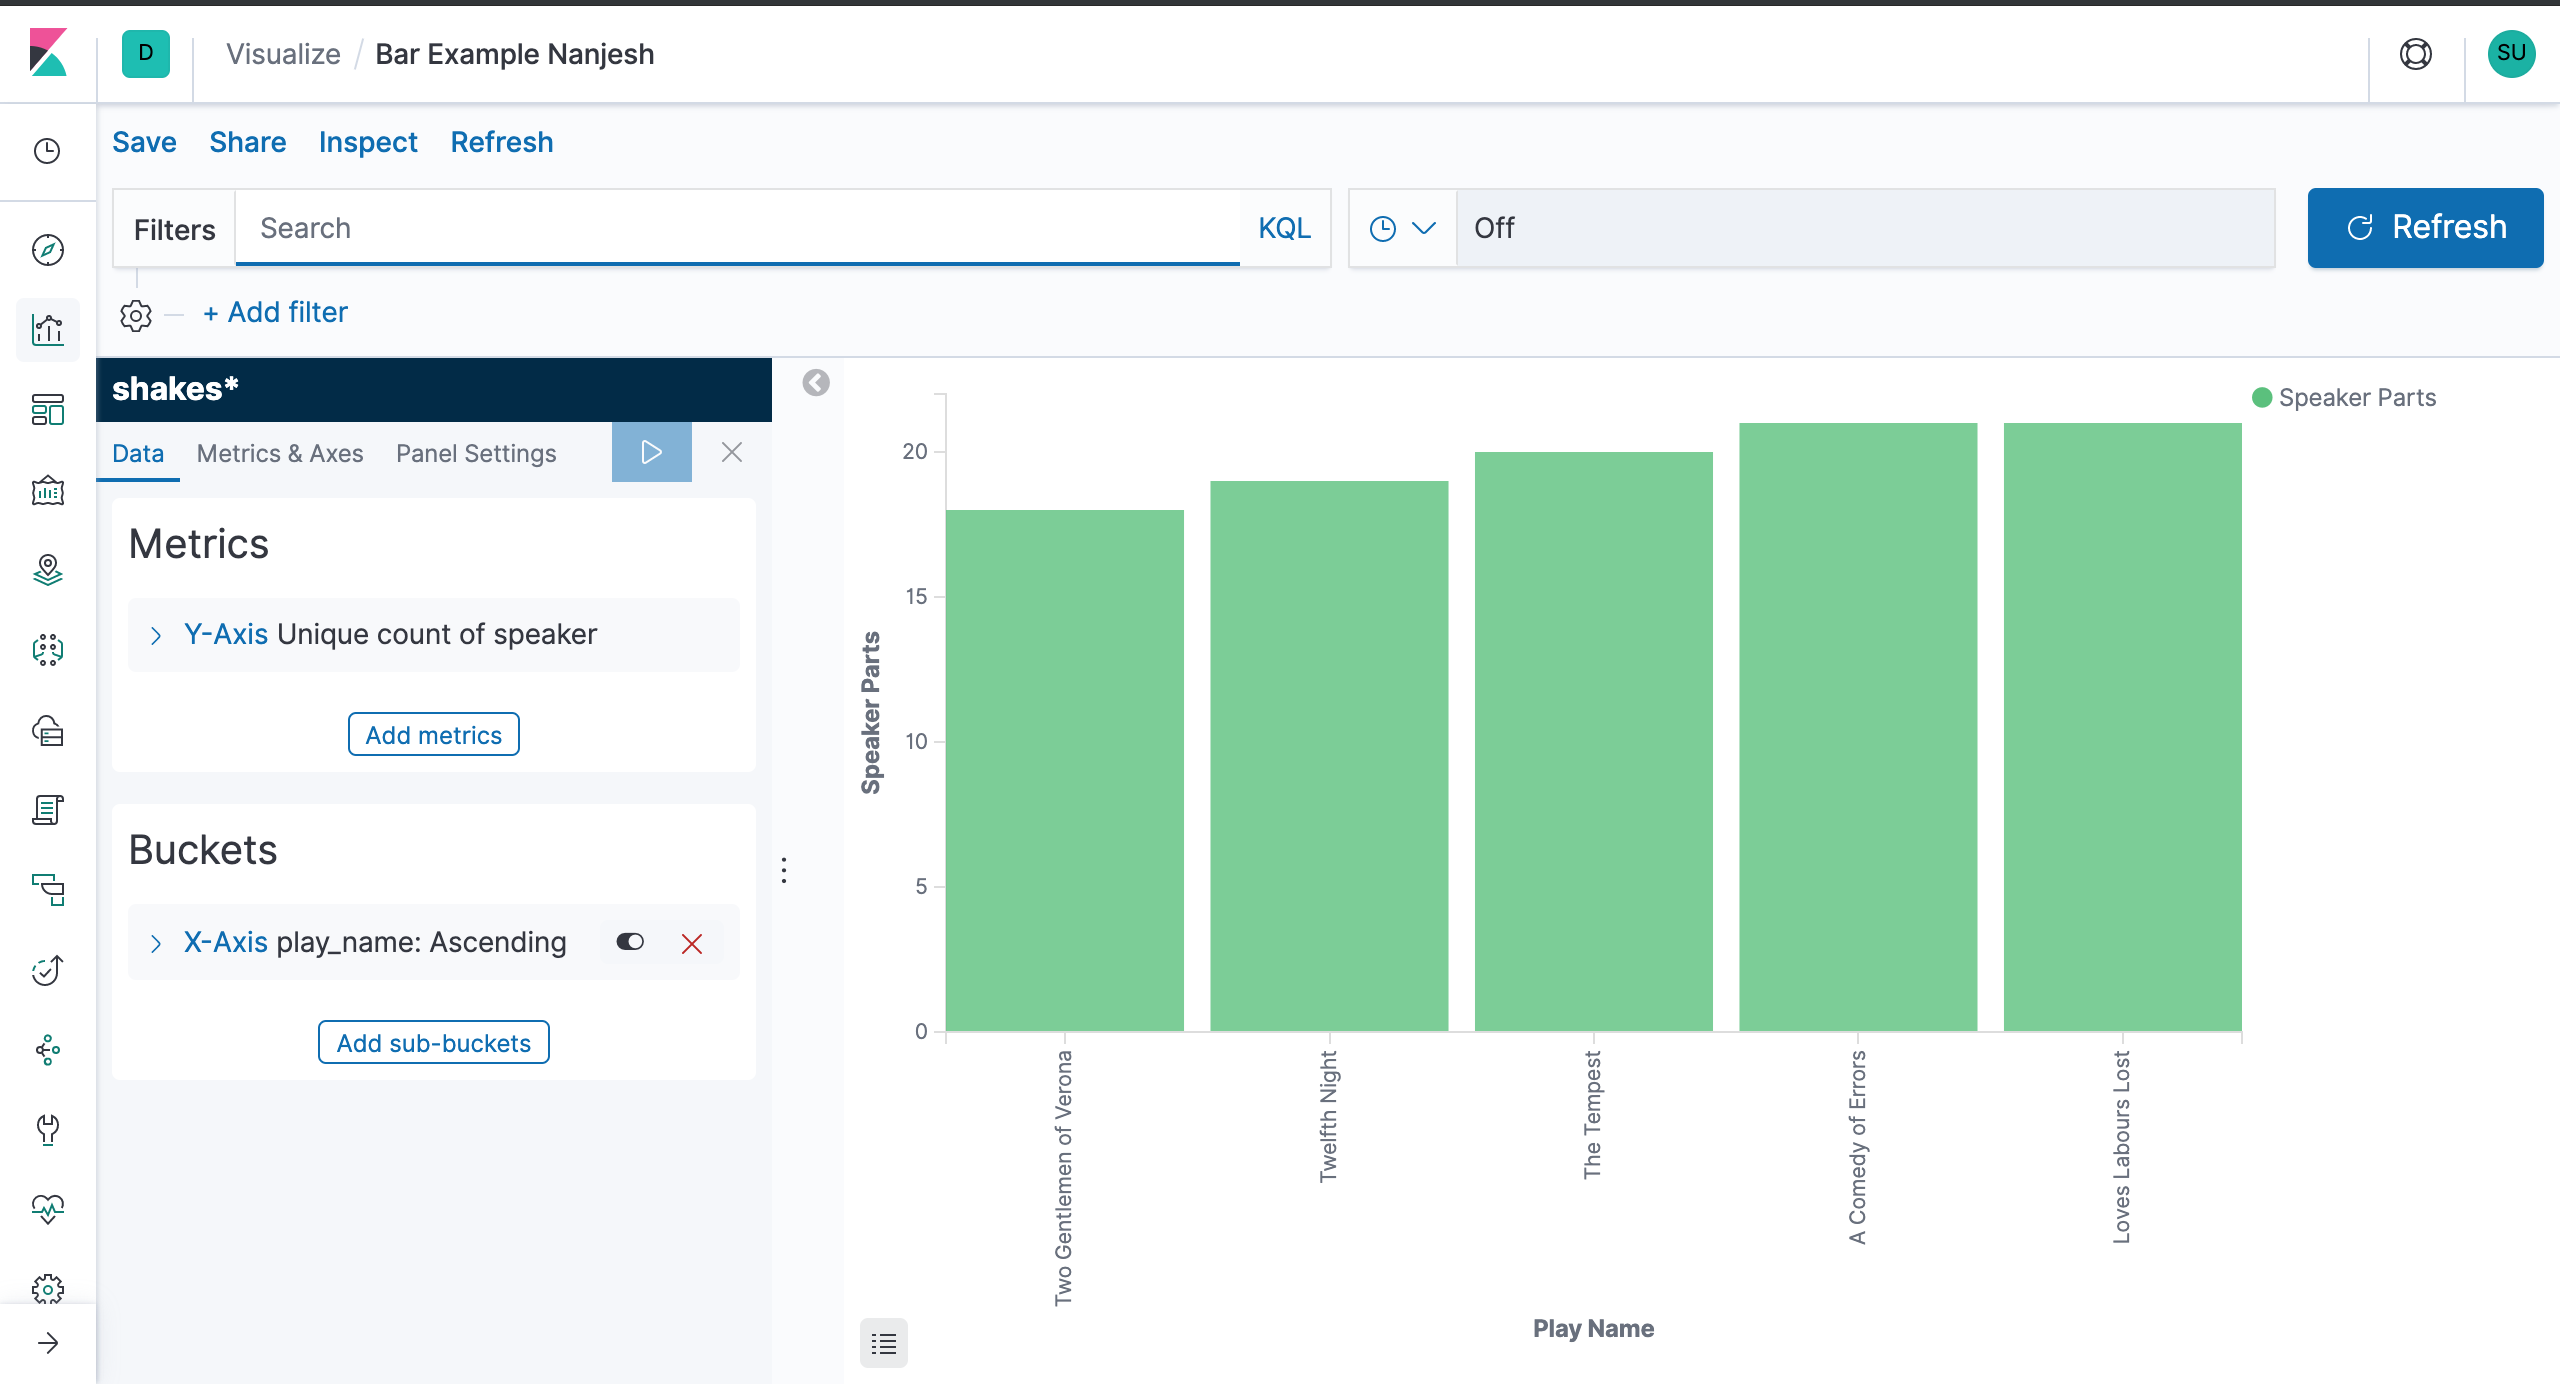 D
Visualize / Bar Example Nanjesh
SU
Save Share Inspect Refresh
Filters Search KQL Off Refresh
+ Add filter
shakes*
Data Metrics & Axes Panel Settings
Metrics
Y-Axis Unique count of speaker
Add metrics
Buckets
X-Axis play_name: Ascending
Add sub-buckets
Speaker Parts
20
15
10
5
0
Speaker Parts
Two Gentlemen of Verona
Twelfth Night
The Tempest
A Comedy of Errors
Loves Labours Lost
Play Name